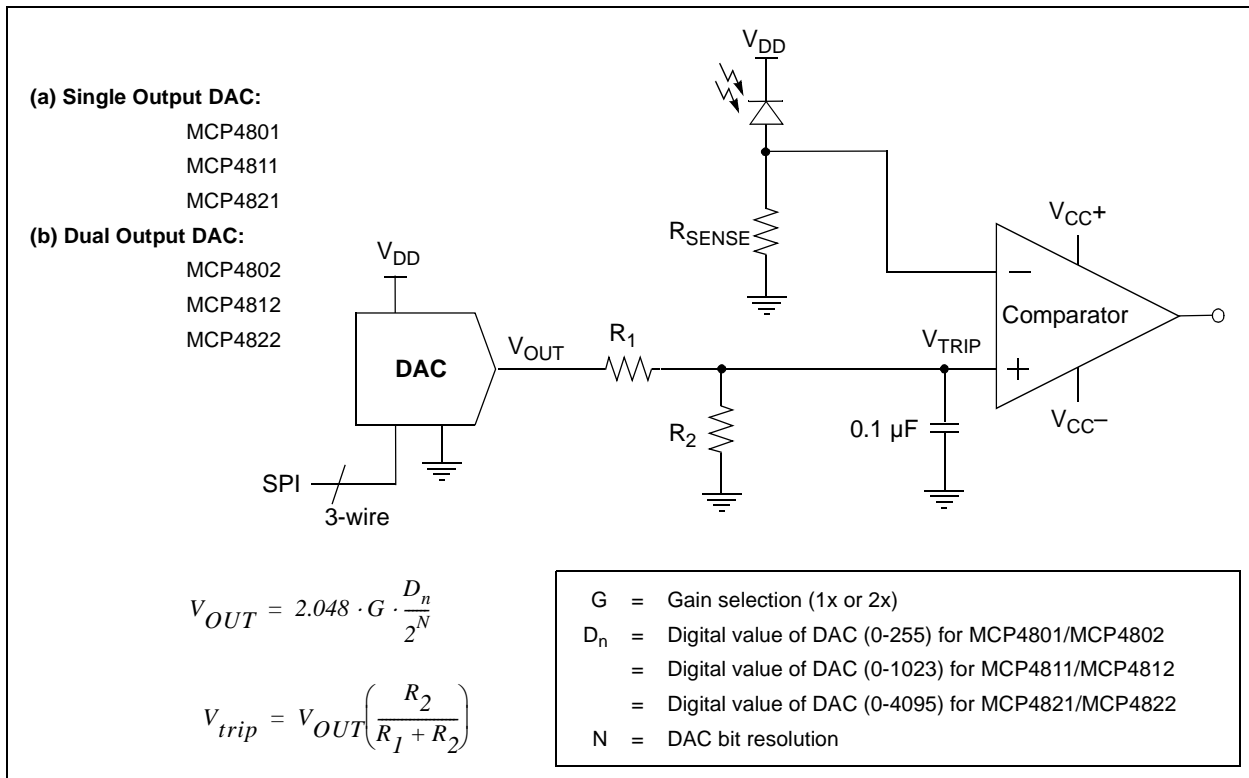 (a) Single Output DAC:
MCP4801
MCP4811
MCP4821
(b) Dual Output DAC:
MCP4802
MCP4812
MCP4822
V_DD
DAC
SPI
3-wire
V_OUT
R_1
R_2
V_DD
R_SENSE
V_TRIP
0.1 µF
V_CC+
−
Comparator
+
V_CC−
V_OUT = 2.048 · G · D_n / 2^N
V_trip = V_OUT (R_2 / (R_1 + R_2))
G = Gain selection (1x or 2x)
D_n = Digital value of DAC (0-255) for MCP4801/MCP4802
= Digital value of DAC (0-1023) for MCP4811/MCP4812
= Digital value of DAC (0-4095) for MCP4821/MCP4822
N = DAC bit resolution